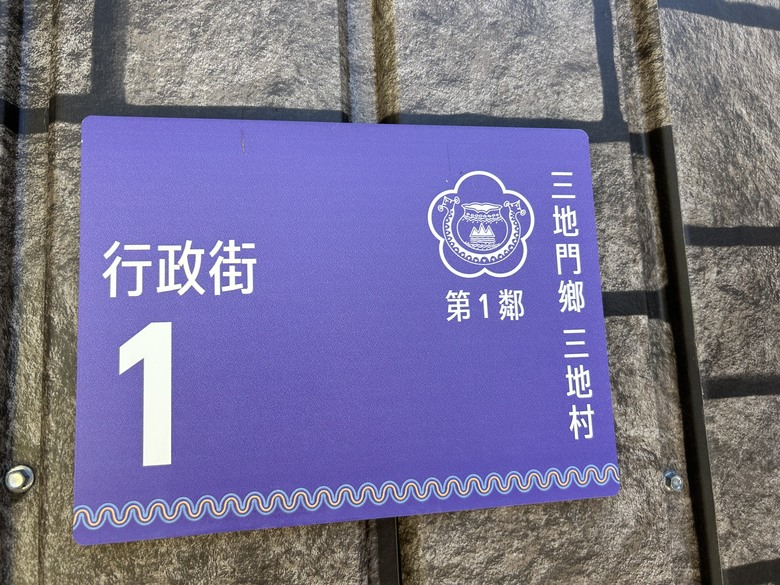 三地門鄉 三地村
第1鄰
行政街
1